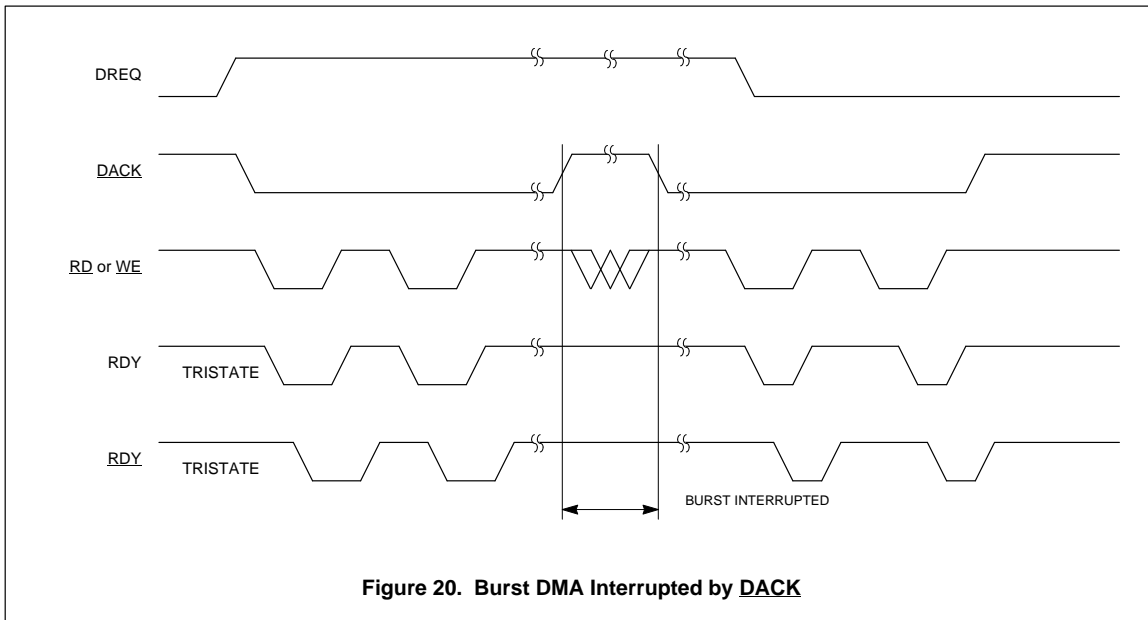 DREQ
DACK
RD or WE
RDY
TRISTATE
RDY
TRISTATE
BURST INTERRUPTED
Figure 20. Burst DMA Interrupted by DACK